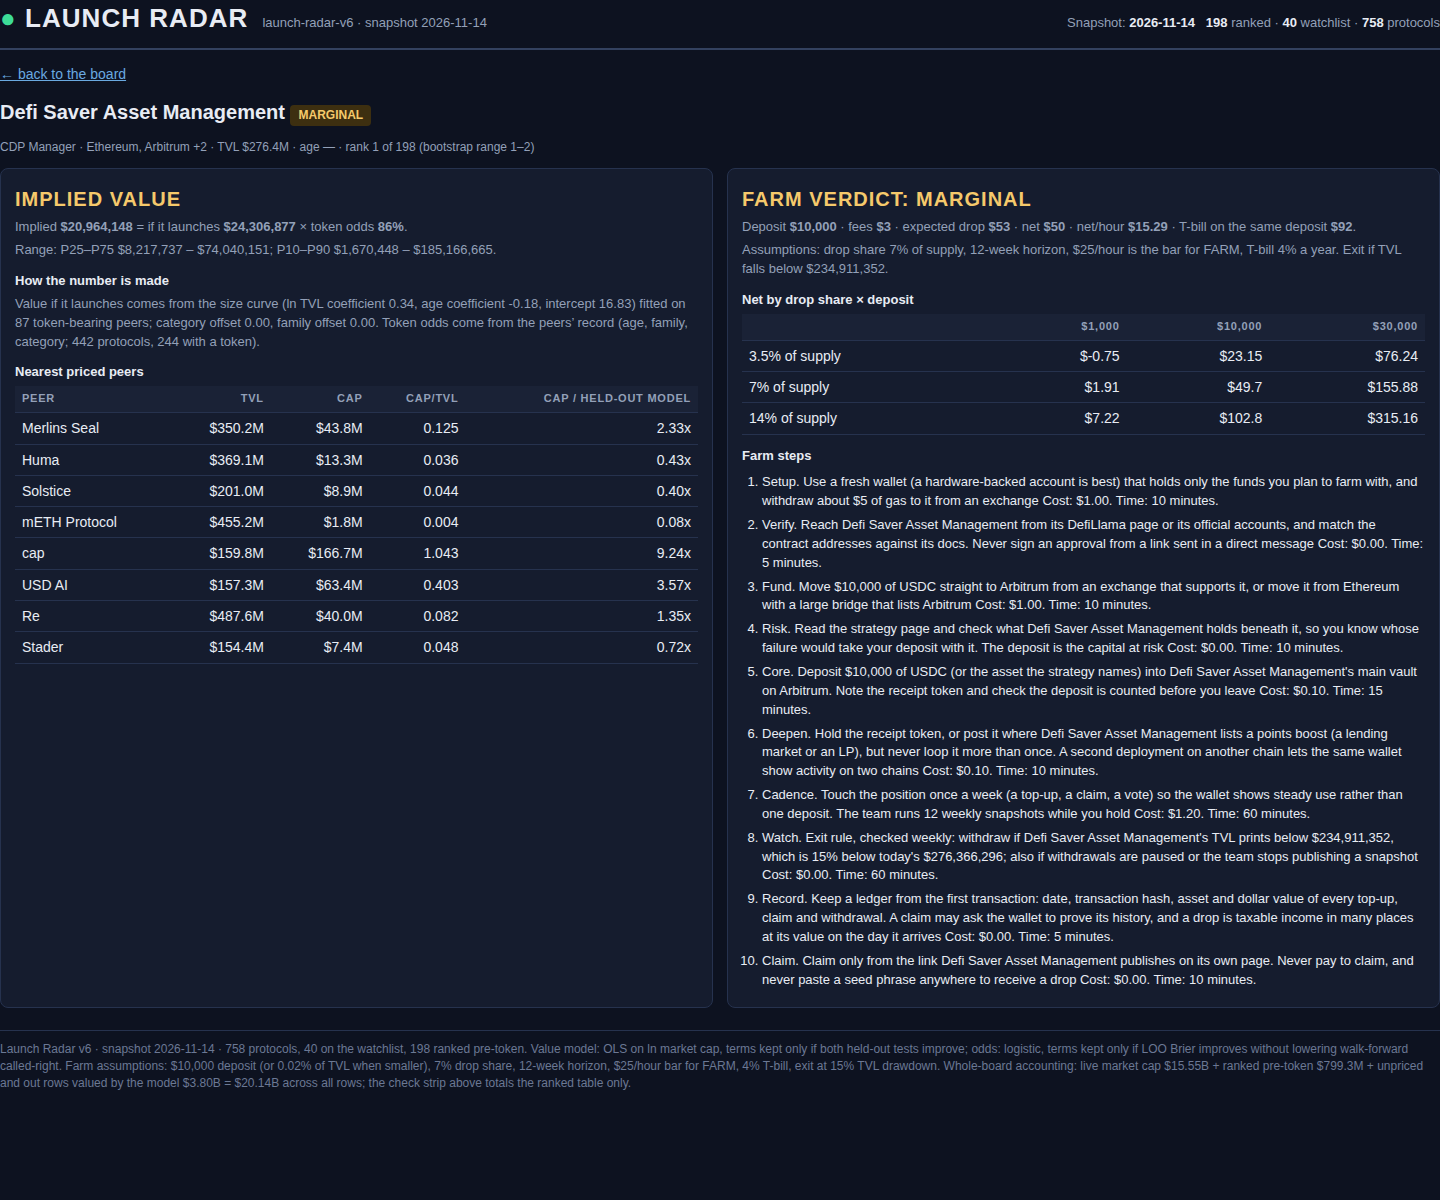 LAUNCH RADAR launch-radar-v6 · snapshot 2026-11-14
Snapshot: 2026-11-14 198 ranked · 40 watchlist · 758 protocols
← back to the board
Defi Saver Asset Management MARGINAL
CDP Manager · Ethereum, Arbitrum +2 · TVL $276.4M · age — · rank 1 of 198 (bootstrap range 1–2)
IMPLIED VALUE
Implied $20,964,148 = if it launches $24,306,877 × token odds 86%.
Range: P25–P75 $8,217,737 – $74,040,151; P10–P90 $1,670,448 – $185,166,665.
How the number is made
Value if it launches comes from the size curve (ln TVL coefficient 0.34, age coefficient -0.18, intercept 16.83) fitted on
87 token-bearing peers; category offset 0.00, family offset 0.00. Token odds come from the peers' record (age, family,
category; 442 protocols, 244 with a token).
Nearest priced peers
PEER TVL CAP CAP/TVL CAP / HELD-OUT MODEL
Merlins Seal $350.2M $43.8M 0.125 2.33x
Huma $369.1M $13.3M 0.036 0.43x
Solstice $201.0M $8.9M 0.044 0.40x
mETH Protocol $455.2M $1.8M 0.004 0.08x
cap $159.8M $166.7M 1.043 9.24x
USD AI $157.3M $63.4M 0.403 3.57x
Re $487.6M $40.0M 0.082 1.35x
Stader $154.4M $7.4M 0.048 0.72x
FARM VERDICT: MARGINAL
Deposit $10,000 · fees $3 · expected drop $53 · net $50 · net/hour $15.29 · T-bill on the same deposit $92.
Assumptions: drop share 7% of supply, 12-week horizon, $25/hour is the bar for FARM, T-bill 4% a year. Exit if TVL
falls below $234,911,352.
Net by drop share × deposit
$1,000 $10,000 $30,000
3.5% of supply $-0.75 $23.15 $76.24
7% of supply $1.91 $49.7 $155.88
14% of supply $7.22 $102.8 $315.16
Farm steps
1. Setup. Use a fresh wallet (a hardware-backed account is best) that holds only the funds you plan to farm with, and
withdraw about $5 of gas to it from an exchange Cost: $1.00. Time: 10 minutes.
2. Verify. Reach Defi Saver Asset Management from its DefiLlama page or its official accounts, and match the
contract addresses against its docs. Never sign an approval from a link sent in a direct message Cost: $0.00. Time:
5 minutes.
3. Fund. Move $10,000 of USDC straight to Arbitrum from an exchange that supports it, or move it from Ethereum
with a large bridge that lists Arbitrum Cost: $1.00. Time: 10 minutes.
4. Risk. Read the strategy page and check what Defi Saver Asset Management holds beneath it, so you know whose
failure would take your deposit with it. The deposit is the capital at risk Cost: $0.00. Time: 10 minutes.
5. Core. Deposit $10,000 of USDC (or the asset the strategy names) into Defi Saver Asset Management's main vault
on Arbitrum. Note the receipt token and check the deposit is counted before you leave Cost: $0.10. Time: 15
minutes.
6. Deepen. Hold the receipt token, or post it where Defi Saver Asset Management lists a points boost (a lending
market or an LP), but never loop it more than once. A second deployment on another chain lets the same wallet
show activity on two chains Cost: $0.10. Time: 10 minutes.
7. Cadence. Touch the position once a week (a top-up, a claim, a vote) so the wallet shows steady use rather than
one deposit. The team runs 12 weekly snapshots while you hold Cost: $1.20. Time: 60 minutes.
8. Watch. Exit rule, checked weekly: withdraw if Defi Saver Asset Management's TVL prints below $234,911,352,
which is 15% below today's $276,366,296; also if withdrawals are paused or the team stops publishing a snapshot
Cost: $0.00. Time: 60 minutes.
9. Record. Keep a ledger from the first transaction: date, transaction hash, asset and dollar value of every top-up,
claim and withdrawal. A claim may ask the wallet to prove its history, and a drop is taxable income in many places
at its value on the day it arrives Cost: $0.00. Time: 5 minutes.
10. Claim. Claim only from the link Defi Saver Asset Management publishes on its own page. Never pay to claim, and
never paste a seed phrase anywhere to receive a drop Cost: $0.00. Time: 10 minutes.
Launch Radar v6 · snapshot 2026-11-14 · 758 protocols, 40 on the watchlist, 198 ranked pre-token. Value model: OLS on ln market cap, terms kept only if both held-out tests improve; odds: logistic, terms kept only if LOO Brier improves without lowering walk-forward
called-right. Farm assumptions: $10,000 deposit (or 0.02% of TVL when smaller), 7% drop share, 12-week horizon, $25/hour bar for FARM, 4% T-bill, exit at 15% TVL drawdown. Whole-board accounting: live market cap $15.55B + ranked pre-token $799.3M + unpriced
and out rows valued by the model $3.80B = $20.14B across all rows; the check strip above totals the ranked table only.